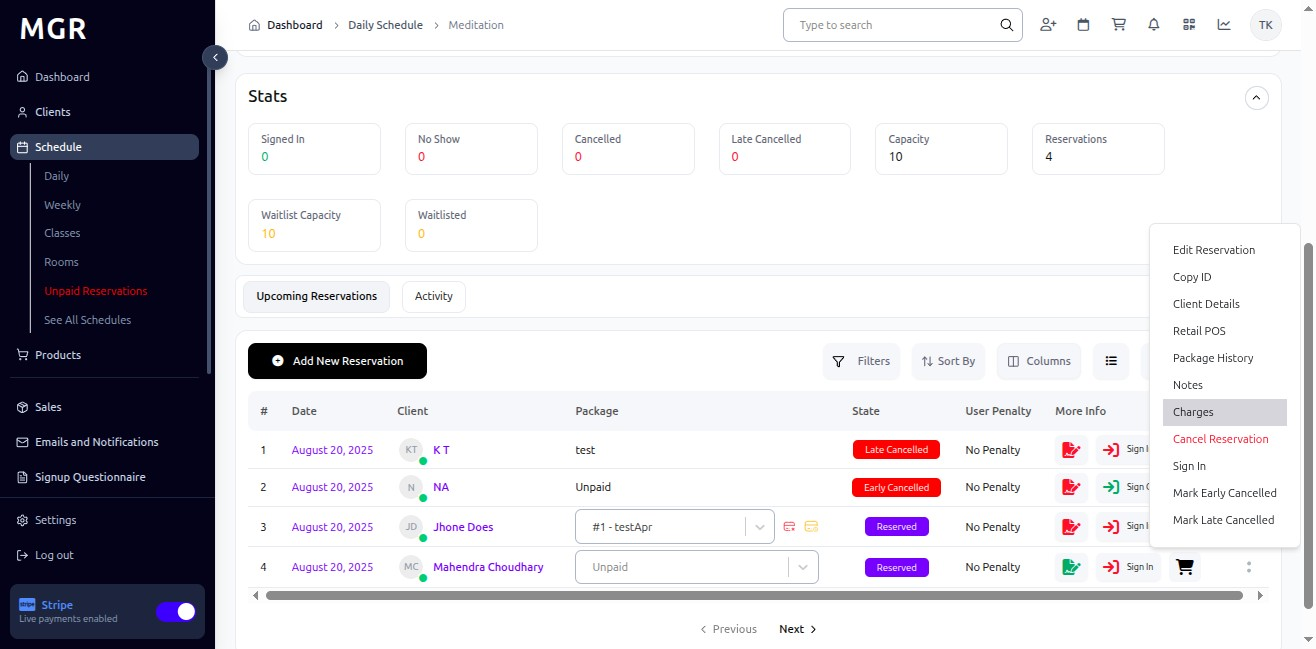 MGR
Dashboard
Clients
Schedule
Daily
Weekly
Classes
Rooms
Unpaid Reservations
See All Schedules
Products
Sales
Emails and Notifications
Signup Questionnaire
Settings
Log out
stripe Stripe
Live payments enabled
Dashboard > Daily Schedule > Meditation
Type to search
TK
Stats
Signed In
0
No Show
0
Cancelled
0
Late Cancelled
0
Capacity
10
Reservations
4
Waitlist Capacity
10
Waitlisted
0
Upcoming Reservations
Activity
Add New Reservation
Filters
Sort By
Columns
# Date Client Package State User Penalty More Info
1 August 20, 2025 KT K T test Late Cancelled No Penalty Sign I
2 August 20, 2025 N NA Unpaid Early Cancelled No Penalty Sign
3 August 20, 2025 JD Jhone Does #1 - testApr Reserved No Penalty Sign I
4 August 20, 2025 MC Mahendra Choudhary Unpaid Reserved No Penalty Sign In
Previous Next
Edit Reservation
Copy ID
Client Details
Retail POS
Package History
Notes
Charges
Cancel Reservation
Sign In
Mark Early Cancelled
Mark Late Cancelled